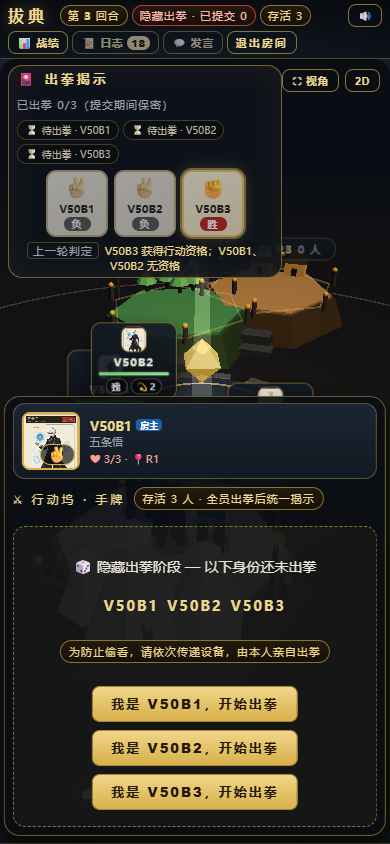 拔典 第 3 回合 隐藏出拳 · 已提交 0 存活 3
战绩 日志 18 发言 退出房间
出拳揭示
视角 2D
已出拳 0/3（提交期间保密）
待出拳 · V50B1 待出拳 · V50B2
待出拳 · V50B3
V50B1 V50B2 V50B3
负 负 胜
上一轮判定 V50B3 获得行动资格；V50B1、
V50B2 无资格
R3 0 人
V50B2
我 2
V50B1 房主
五条悟
3/3 · R1
行动坞 · 手牌 存活 3 人 · 全员出拳后统一揭示
隐藏出拳阶段 — 以下身份还未出拳
V50B1 V50B2 V50B3
为防止偷看，请依次传递设备，由本人亲自出拳
我是 V50B1，开始出拳
我是 V50B2，开始出拳
我是 V50B3，开始出拳